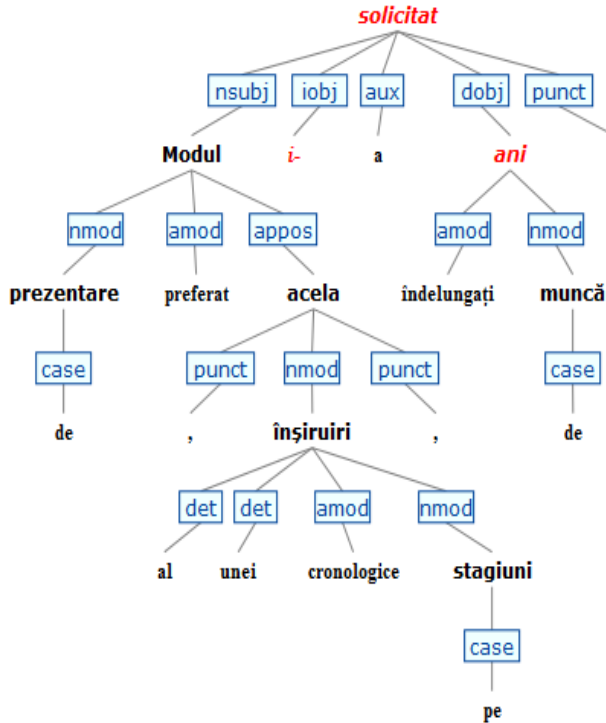 solicitat
nsubj iobj aux dobj punct
Modul i- a ani
nmod amod appos amod nmod
prezentare preferat acela îndelungați muncă
case punct nmod punct case
de , înșiruiri , de
det det amod nmod
al unei cronologice stagiuni
case
pe